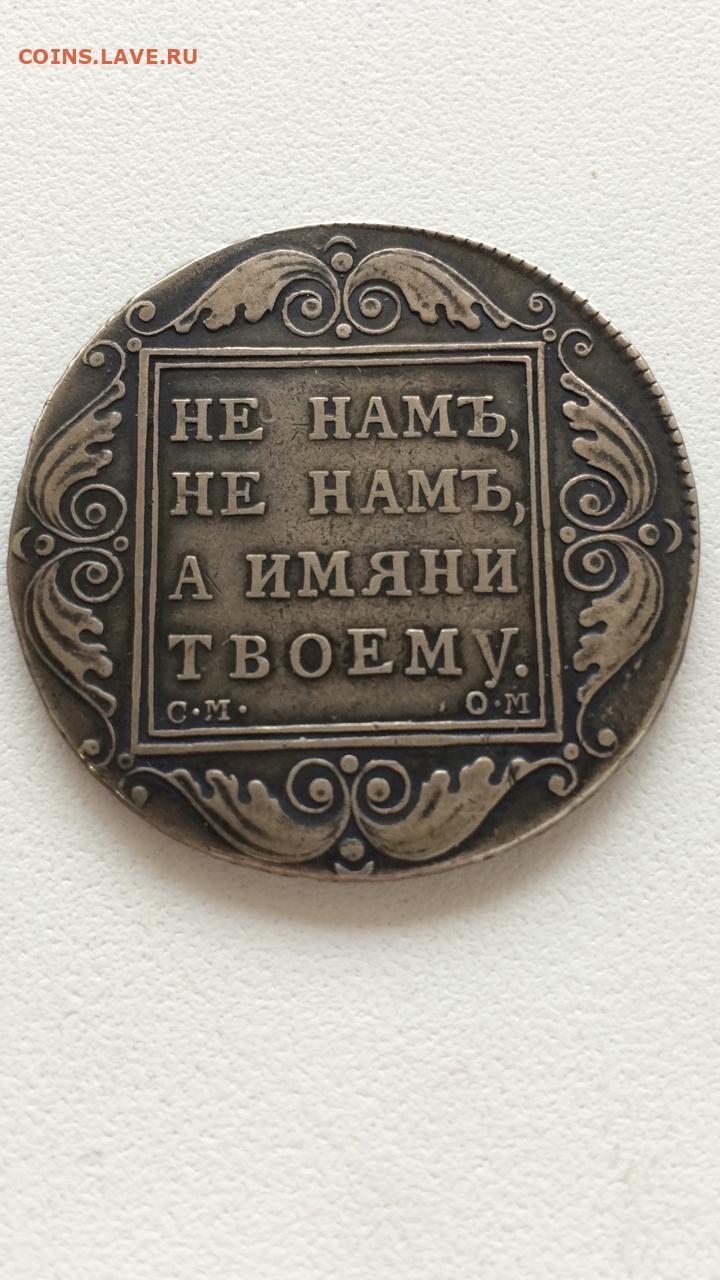 COINS.LAVE.RU
НЕ НАМЪ,
НЕ НАМЪ,
А ИМЯНИ
ТВОЕМУ.
С·М· О·М